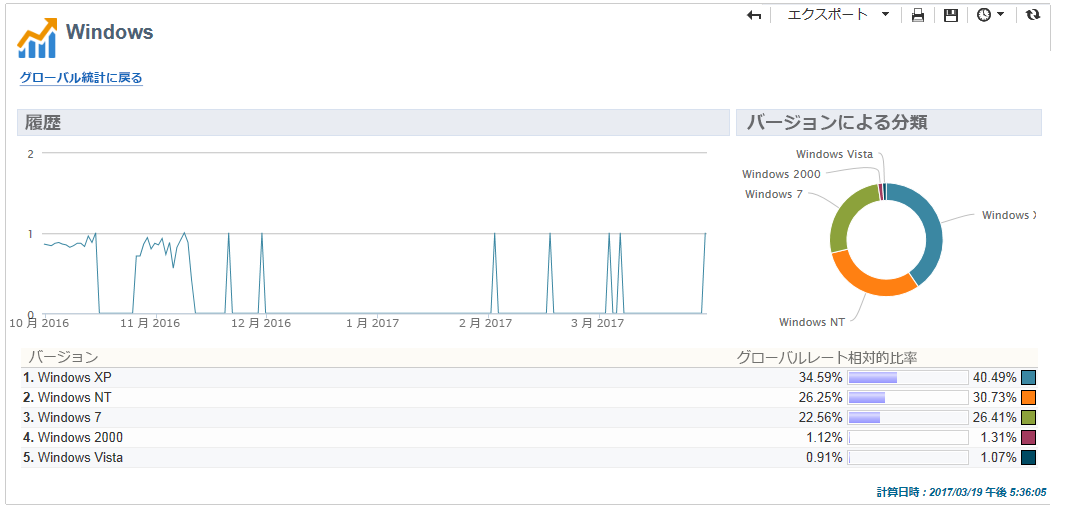 エクスポート
Windows
グローバル統計に戻る
履歴
バージョンによる分類
2
1
0
10 月 2016
11 月 2016
12 月 2016
1 月 2017
2 月 2017
3 月 2017
Windows Vista
Windows 2000
Windows 7
Windows X
Windows NT
バージョン
グローバルレート相対的比率
1. Windows XP 34.59% 40.49%
2. Windows NT 26.25% 30.73%
3. Windows 7 22.56% 26.41%
4. Windows 2000 1.12% 1.31%
5. Windows Vista 0.91% 1.07%
計算日時 : 2017/03/19 午後 5:36:05